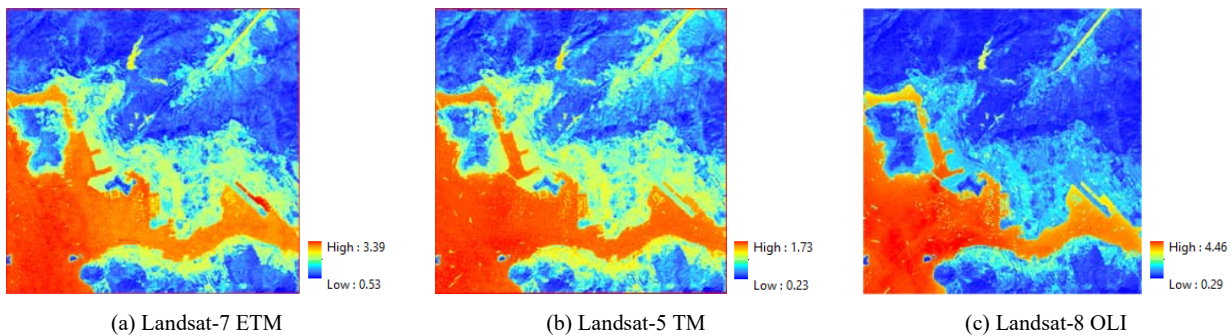 High : 3.39
Low : 0.53
High : 1.73
Low : 0.23
High : 4.46
Low : 0.29
(a) Landsat-7 ETM
(b) Landsat-5 TM
(c) Landsat-8 OLI